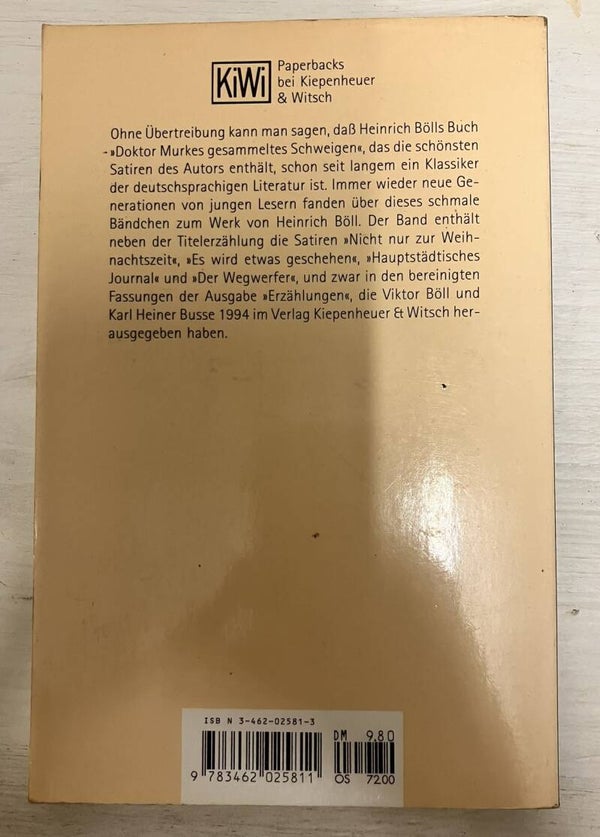 KiWi
Paperbacks
bei Kiepenheuer
& Witsch
Ohne Übertreibung kann man sagen, daß Heinrich Bölls Buch
»Doktor Murkes gesammeltes Schweigen«, das die schönsten
Satiren des Autors enthält, schon seit langem ein Klassiker
der deutschsprachigen Literatur ist. Immer wieder neue Ge-
nerationen von jungen Lesern fanden über dieses schmale
Bändchen zum Werk von Heinrich Böll. Der Band enthält
neben der Titelerzählung die Satiren »Nicht nur zur Weih-
nachtszeit«, »Es wird etwas geschehen«, »Hauptstädtisches
Journal« und »Der Wegwerfer«, und zwar in den bereinigten
Fassungen der Ausgabe »Erzählungen«, die Viktor Böll und
Karl Heiner Busse 1994 im Verlag Kiepenheuer & Witsch her-
ausgegeben haben.
ISB N 3-462-02581-3
DM 9.80
9 783462 025811
ÖS 7200